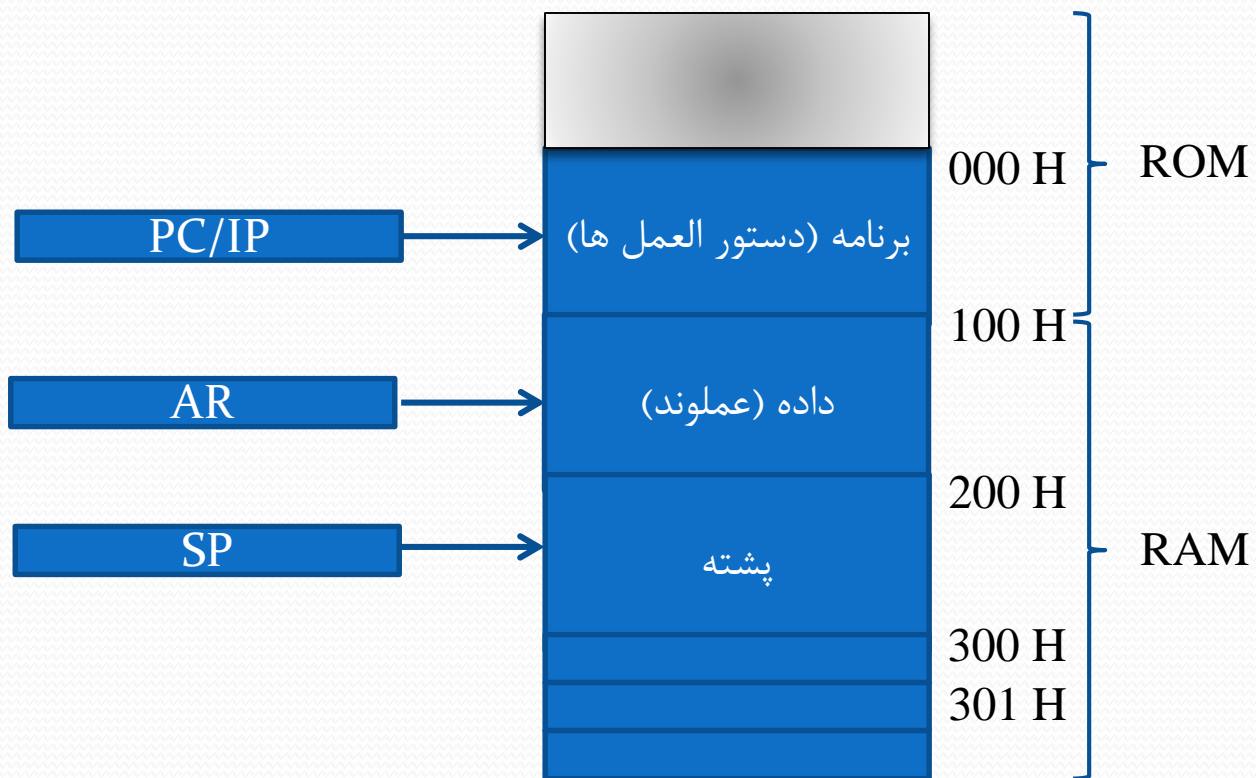 000 H
ROM
PC/IP
برنامه (دستور العمل ها)
100 H
AR
داده (عملوند)
200 H
SP
پشته
RAM
300 H
301 H